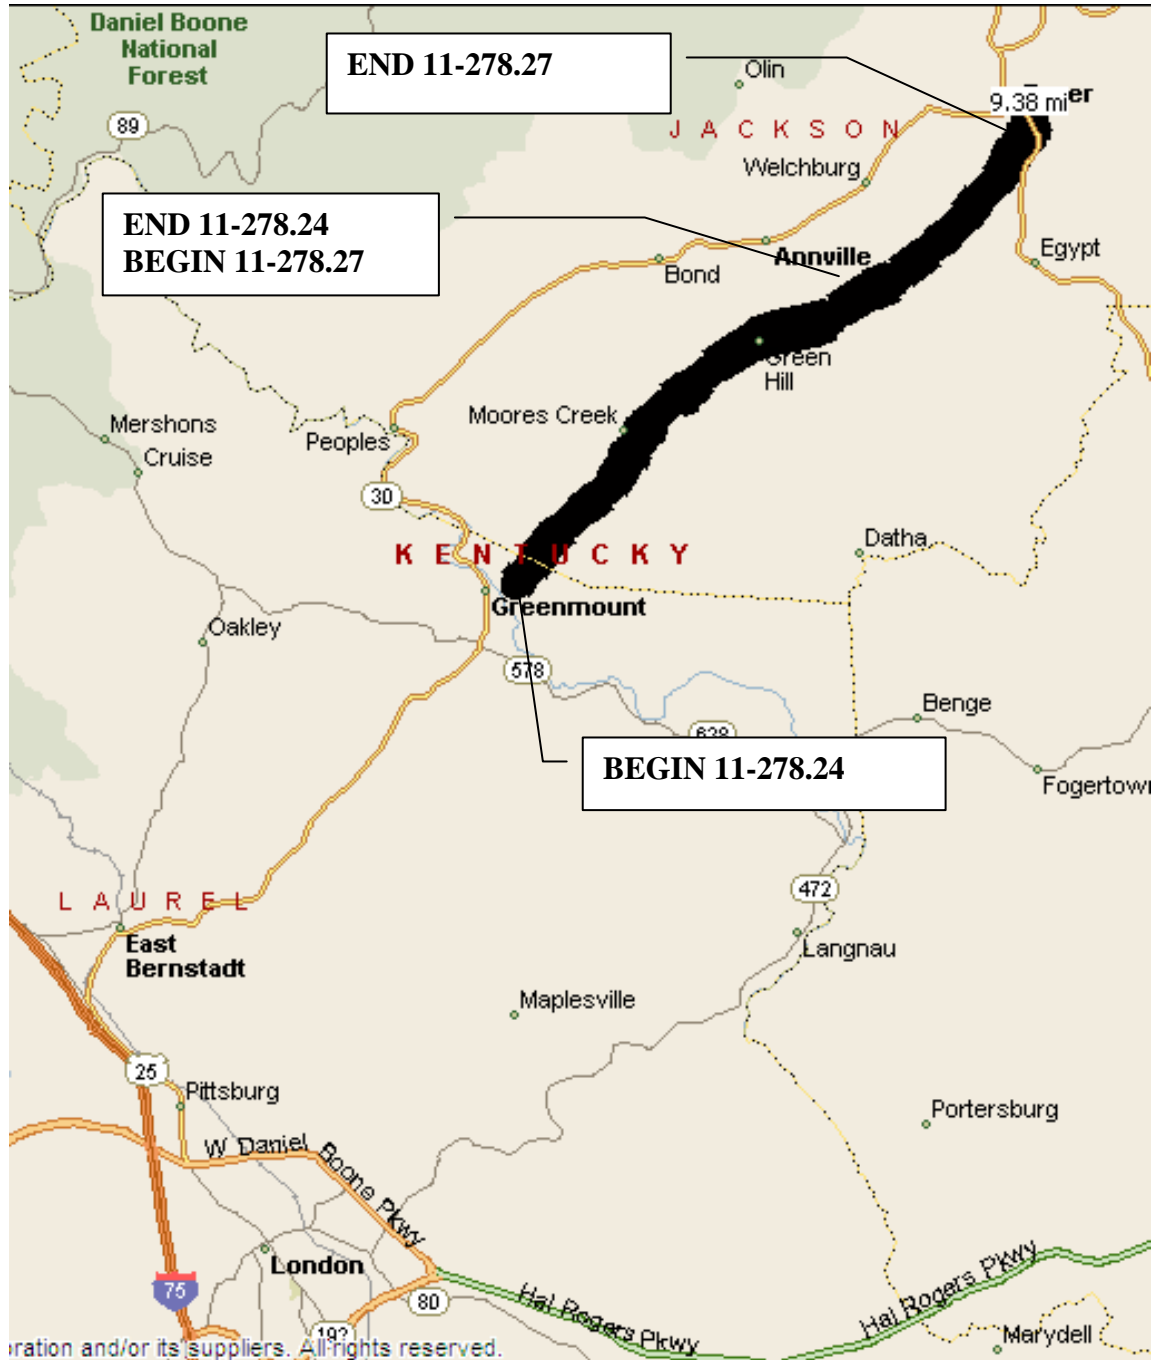 Daniel Boone
National
Forest
END 11-278.27
Olin
9.38 mi
er
89
J A C K S O N
Welchburg
END 11-278.24
BEGIN 11-278.27
Annville
Egypt
Bond
Green
Hill
Moores Creek
Mershons
Peoples
Cruise
30
Datha
K E N T U C K Y
Greenmount
Oakley
578
Benge
BEGIN 11-278.24
Fogertown
472
L A U R E L
East
Bernstadt
Langnau
Maplesville
25
Pittsburg
Portersburg
W Daniel Boone Pkwy
London
75
80
Hal Rogers Pkwy
Hal Rogers Pkwy
Marydell
oration and/or its suppliers. All rights reserved.